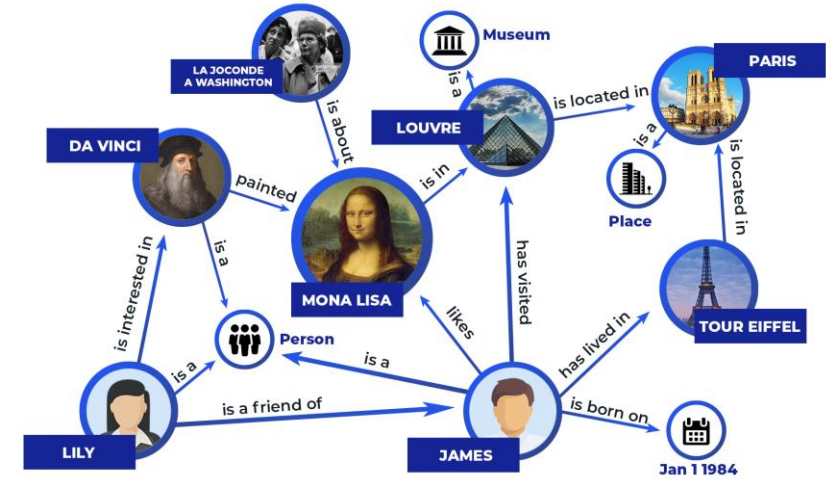 Museum
PARIS
LA JOCONDE
A WASHINGTON
is a
is located in
LOUVRE
is about
is a
DA VINCI
is in
is located in
painted
Place
is a
has visited
is interested in
MONA LISA
likes
TOUR EIFFEL
Person
has lived in
is a
is a
is a friend of
is born on
LILY
JAMES
Jan 1 1984